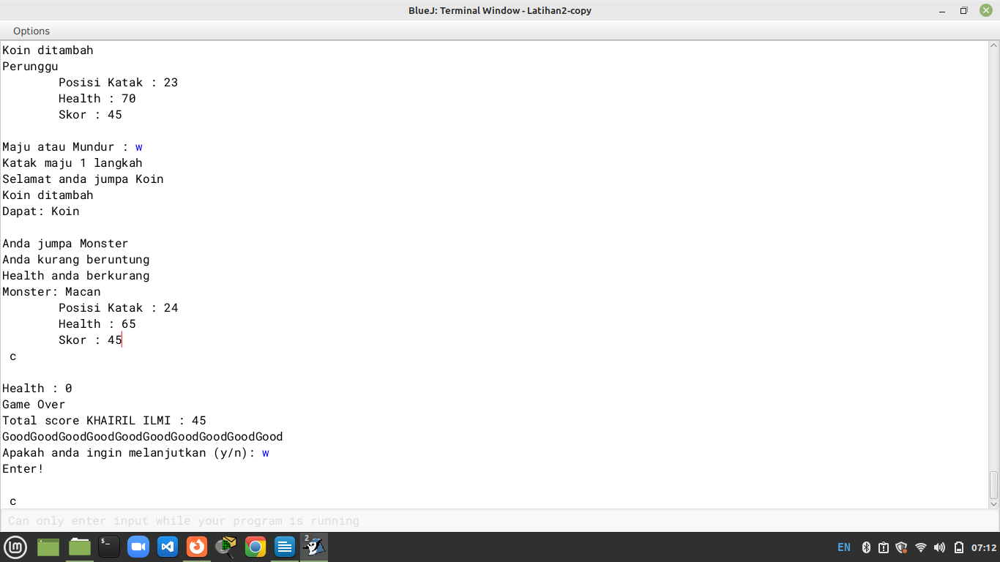 BlueJ: Terminal Window - Latihan2-copy
Options
Koin ditambah
Perunggu
Posisi Katak : 23
Health : 70
Skor : 45
Maju atau Mundur : w
Katak maju 1 langkah
Selamat anda jumpa Koin
Koin ditambah
Dapat: Koin
Anda jumpa Monster
Anda kurang beruntung
Health anda berkurang
Monster: Macan
Posisi Katak : 24
Health : 65
Skor : 45
c
Health : 0
Game Over
Total score KHAIRIL ILMI : 45
GoodGoodGoodGoodGoodGoodGoodGoodGoodGood
Apakah anda ingin melanjutkan (y/n): w
Enter!
c
Can only enter input while your program is running
$_
2
EN
07:12